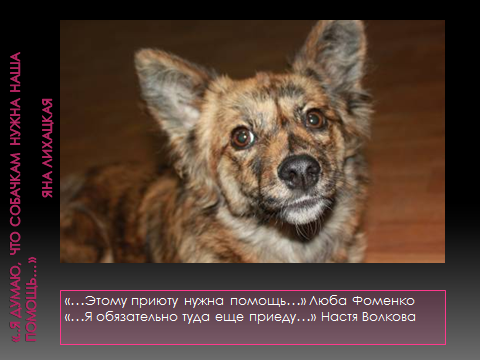 «..Я ДУМАЮ, ЧТО СОБАЧКАМ НУЖНА НАША
ПОМОЩЬ...»
ЯНА ЛИХАЦКАЯ
«...Этому приюту нужна помощь...» Люба Фоменко
«...Я обязательно туда еще приеду...» Настя Волкова